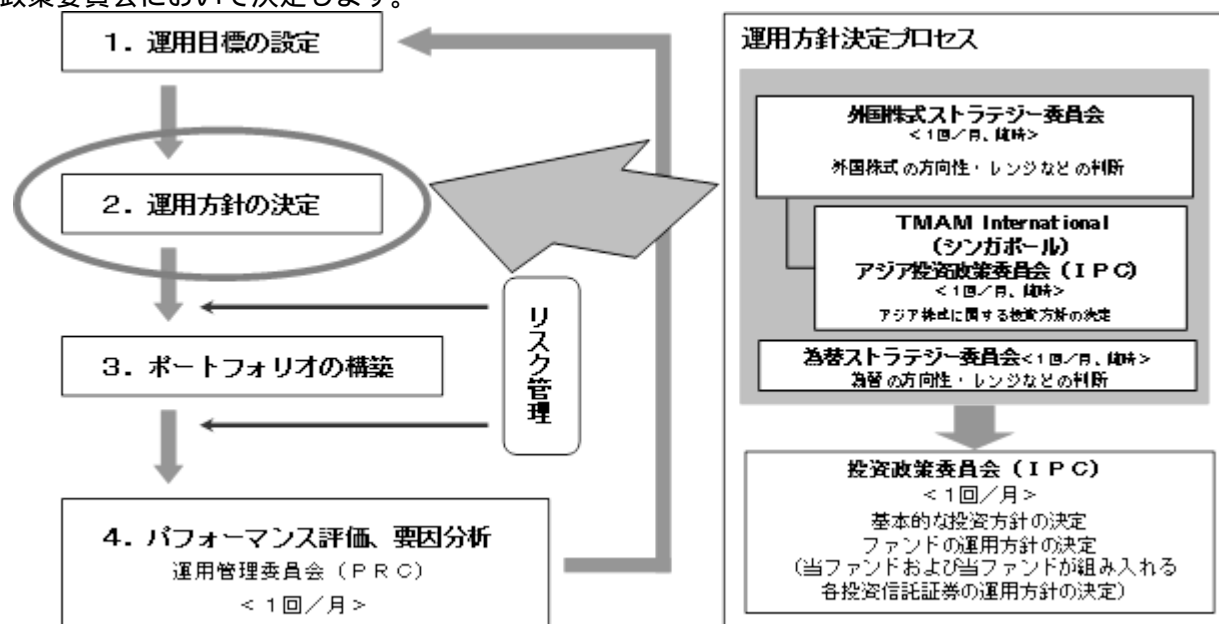 政策委員会において決定します。
1．運用目標の設定
2．運用方針の決定
リスク管理
3．ポートフォリオの構築
4．パフォーマンス評価、要因分析
運用管理委員会（ＰＲＣ）
＜１回／月＞
運用方針決定プロセス
外国株式ストラテジー委員会
＜１回／月、随時＞
外国株式の方向性・レンジなどの判断
TMAM International
（シンガポール）
アジア投資政策委員会（ＩＰＣ）
＜１回／月、随時＞
アジア株式に関する投資方針の決定
為替ストラテジー委員会＜１回／月、随時＞
為替の方向性・レンジなどの判断
投資政策委員会（ＩＰＣ）
＜１回／月＞
基本的な投資方針の決定
ファンドの運用方針の決定
（当ファンドおよび当ファンドが組み入れる
各投資信託証券の運用方針の決定）